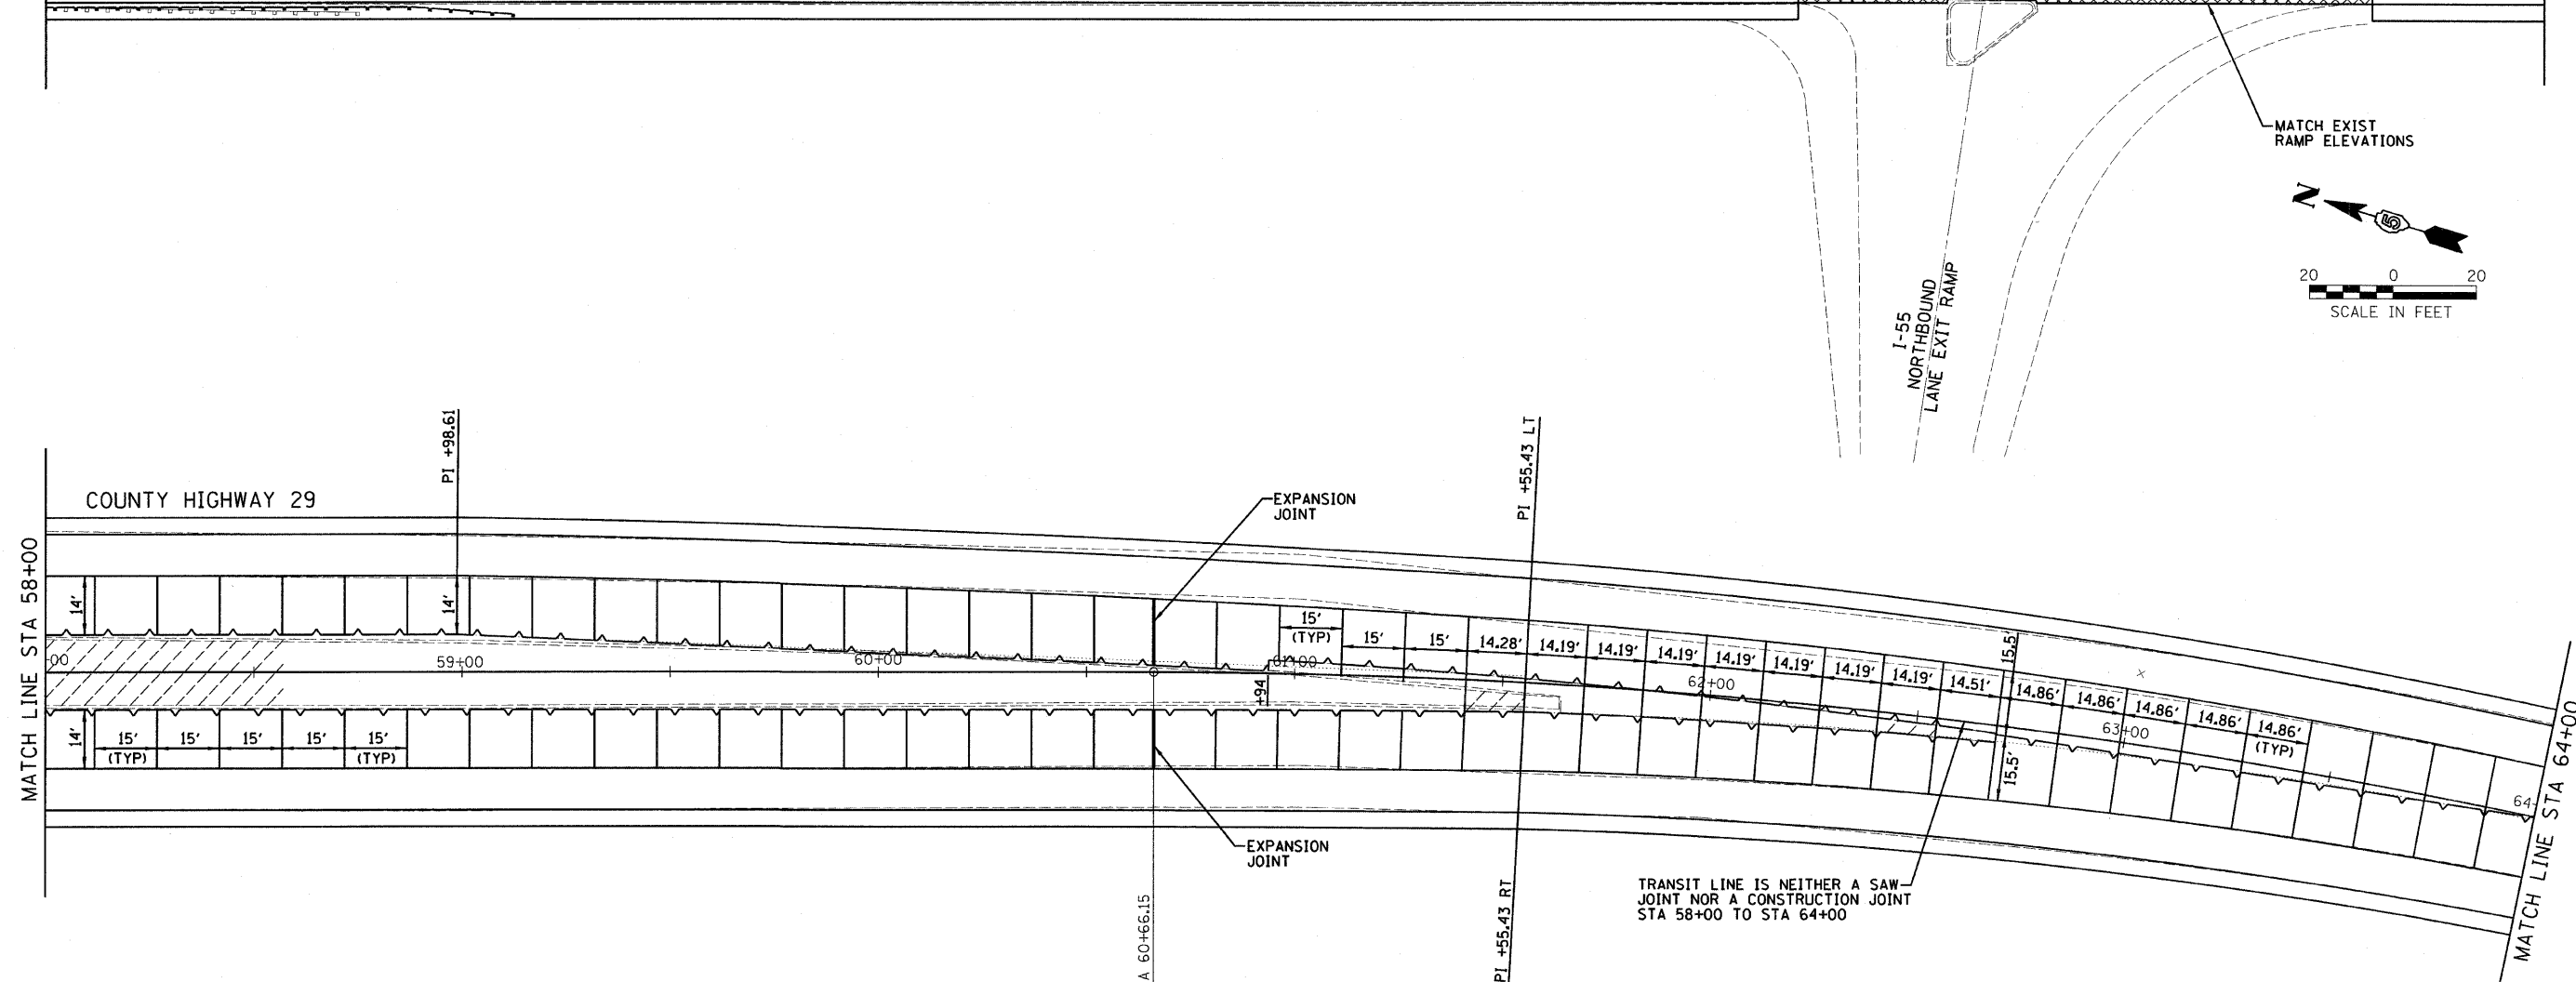 MATCH EXIST
RAMP ELEVATIONS
N
5
20 0 20
SCALE IN FEET
I-55
NORTHBOUND
LANE EXIT RAMP
PI +98.61
PI +55.43 LT
COUNTY HIGHWAY 29
EXPANSION
JOINT
MATCH LINE STA 58+00
14'
14'
15'
(TYP)
15'
15'
14.28'
14.19'
14.19'
14.19'
14.19'
14.19'
14.19'
14.19'
14.51'
14.86'
14.86'
14.86'
14.86'
14.86'
(TYP)
15.5'
15.5'
00
59+00
60+00
61+00
62+00
63+00
64
+94
14'
15'
(TYP)
15'
15'
15'
15'
(TYP)
EXPANSION
JOINT
A 60+66.15
PI +55.43 RT
TRANSIT LINE IS NEITHER A SAW
JOINT NOR A CONSTRUCTION JOINT
STA 58+00 TO STA 64+00
MATCH LINE STA 64+00